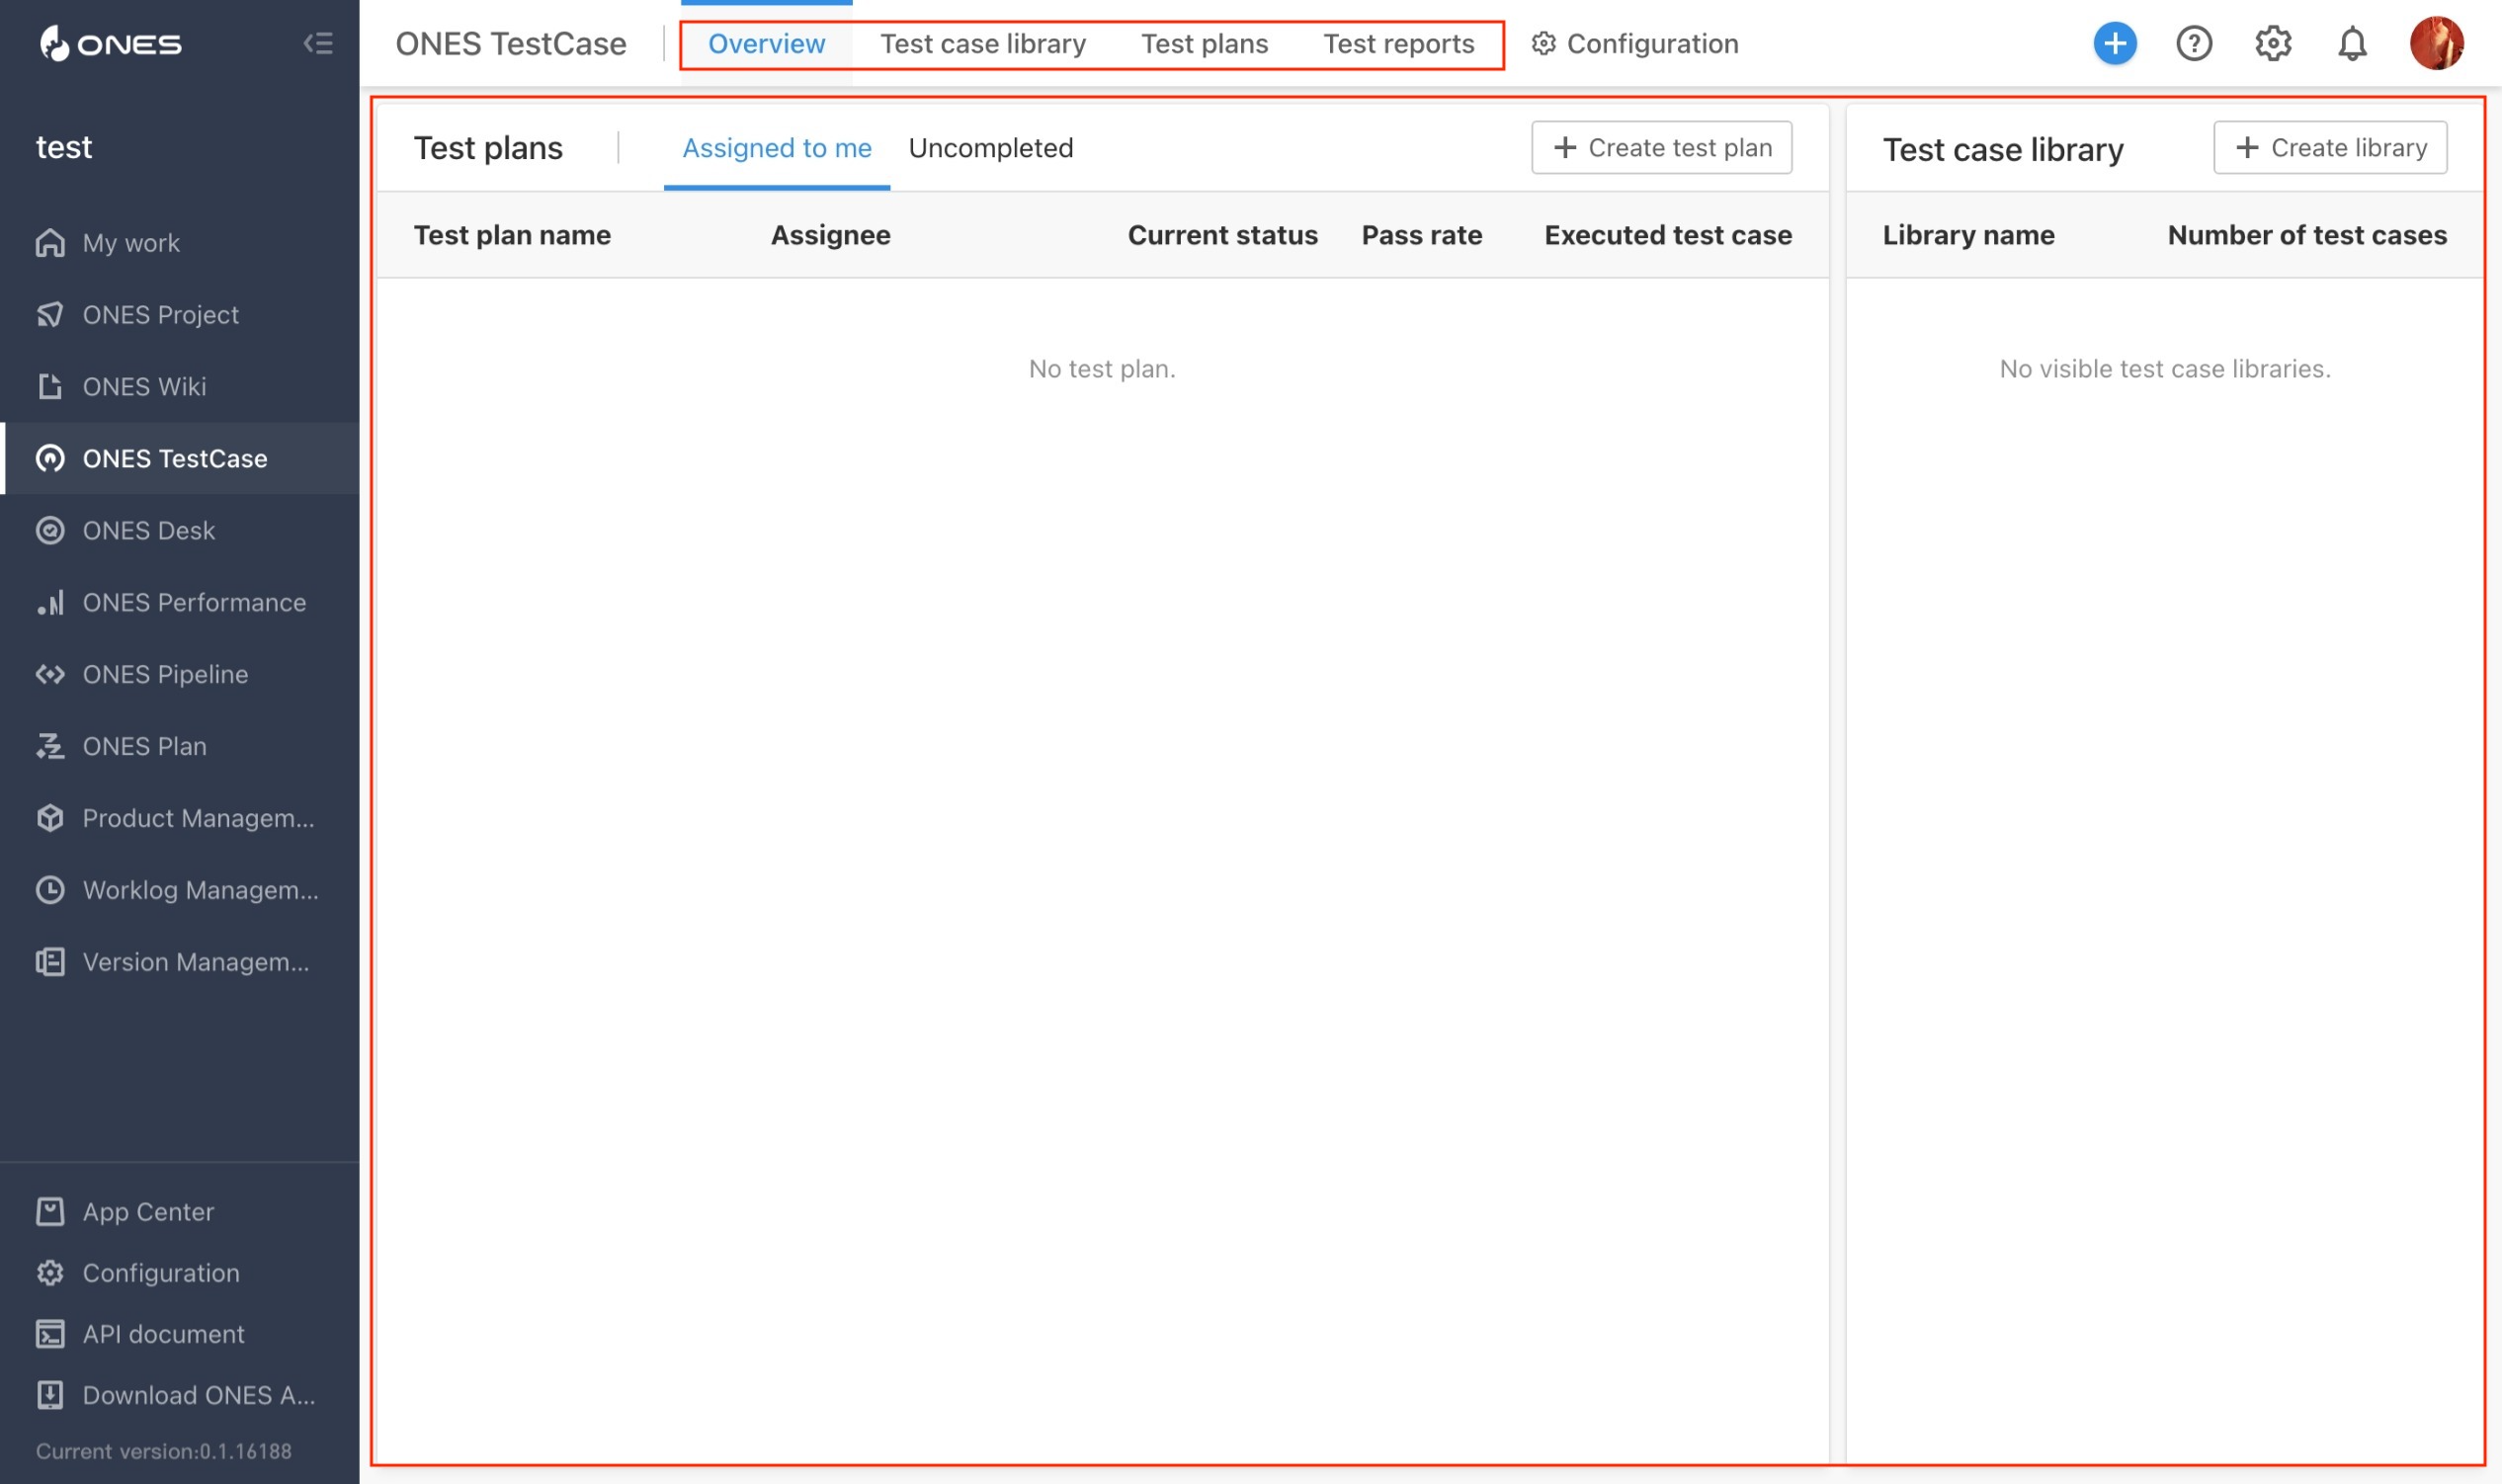 ONES
test
My work
ONES Project
ONES Wiki
ONES TestCase
ONES Desk
ONES Performance
ONES Pipeline
ONES Plan
Product Managem...
Worklog Managem...
Version Managem...
App Center
Configuration
API document
Download ONES A...
Current version:0.1.16188
ONES TestCase Overview Test case library Test plans Test reports Configuration
Test plans Assigned to me Uncompleted + Create test plan
Test plan name Assignee Current status Pass rate Executed test case
No test plan.
Test case library + Create library
Library name Number of test cases
No visible test case libraries.